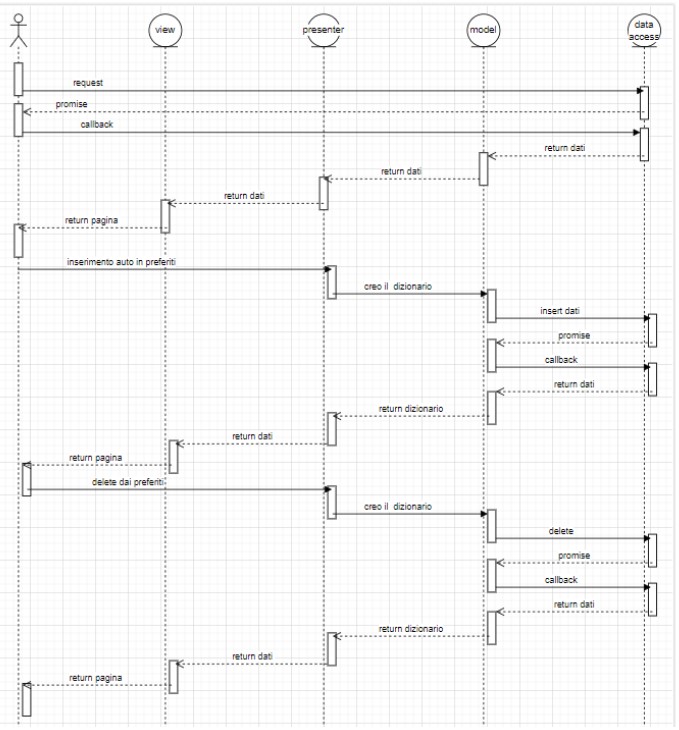 view
presenter
model
data
access
request
promise
callback
return dati
return dati
return dati
return pagina
inserimento auto in preferiti
creo il dizionario
insert dati
promise
callback
return dati
return dizionario
return dati
return pagina
delete dai preferiti
creo il dizionario
delete
promise
callback
return dati
return dizionario
return dati
return pagina